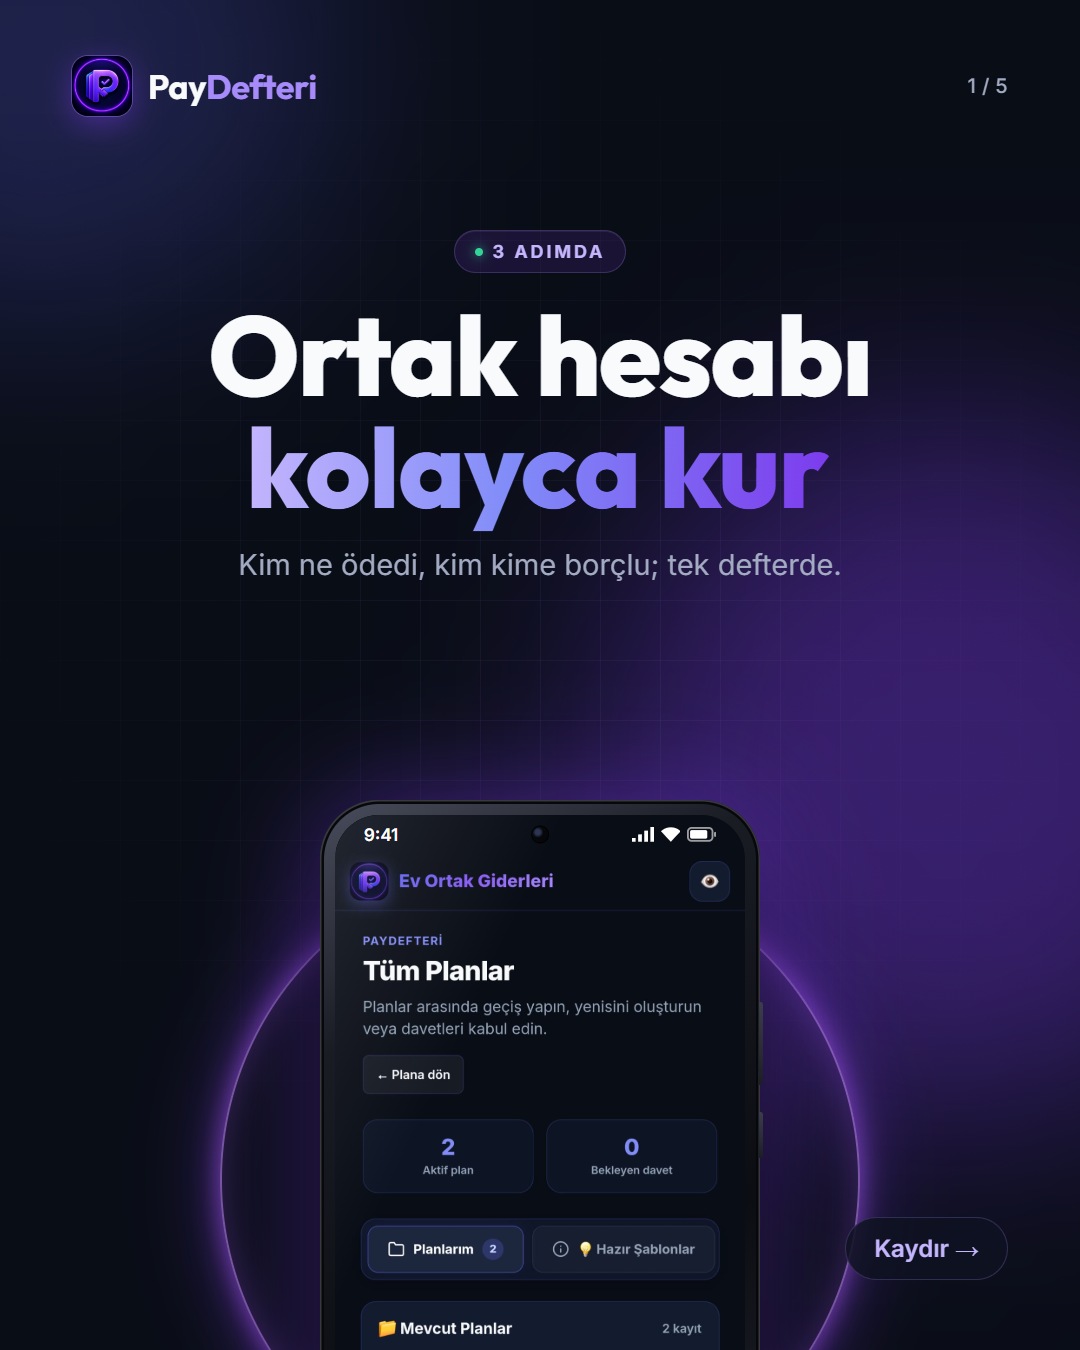 PayDefteri
1 / 5
3 ADIMDA
Ortak hesabı
kolayca kur
Kim ne ödedi, kim kime borçlu; tek defterde.
9:41
Ev Ortak Giderleri
PAYDEFTERİ
Tüm Planlar
Planlar arasında geçiş yapın, yenisini oluşturun
veya davetleri kabul edin.
← Plana dön
2
Aktif plan
0
Bekleyen davet
Planlarım 2
💡 Hazır Şablonlar
Kaydır →
📁 Mevcut Planlar
2 kayıt